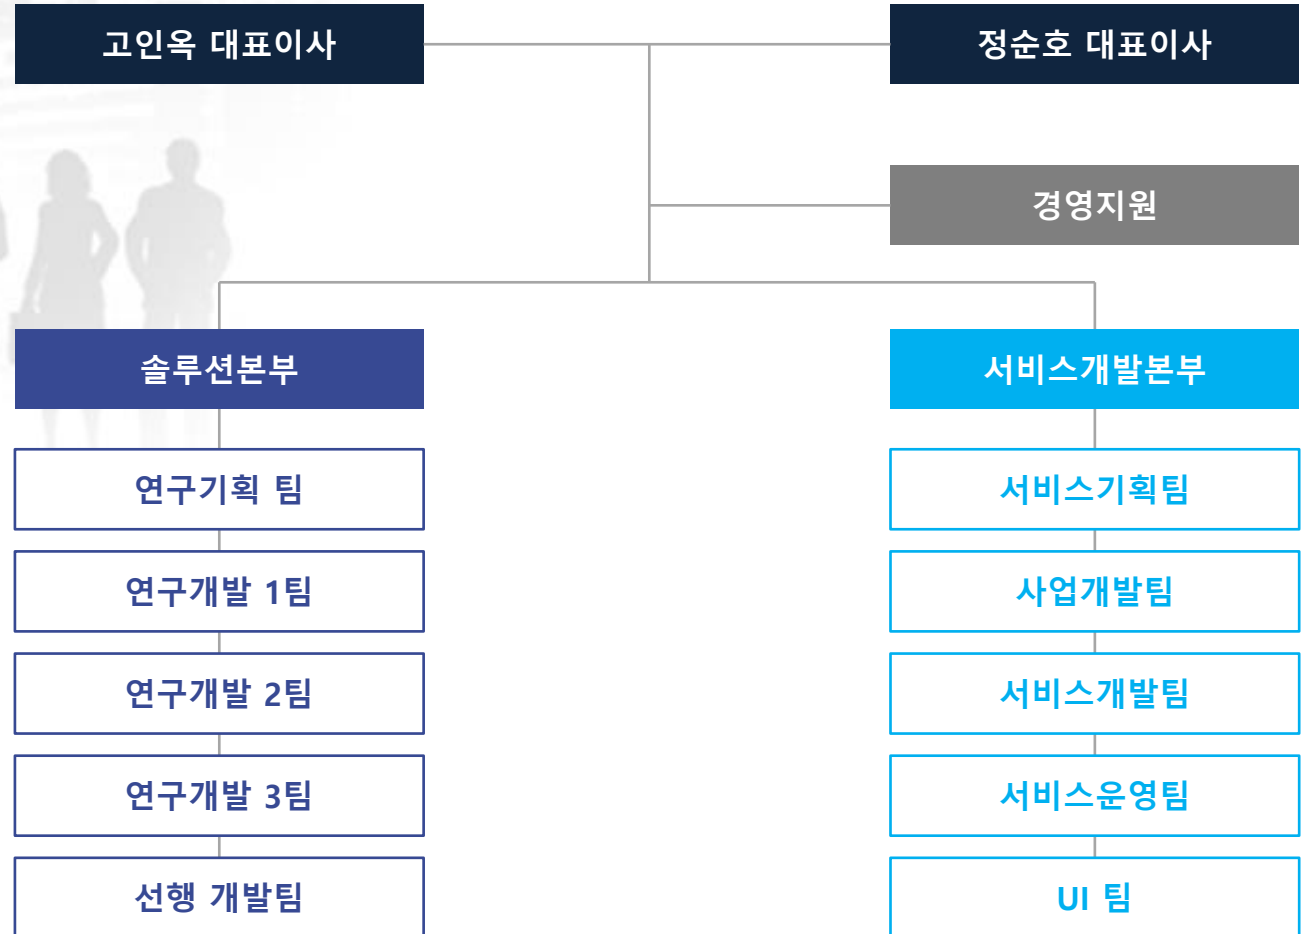 고인옥 대표이사
정순호 대표이사
경영지원
솔루션본부
서비스개발본부
연구기획 팀
서비스기획팀
연구개발 1팀
사업개발팀
연구개발 2팀
서비스개발팀
연구개발 3팀
서비스운영팀
선행 개발팀
UI 팀